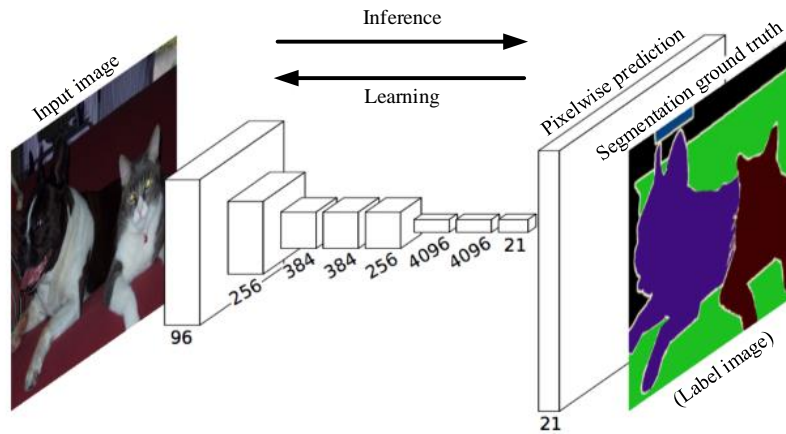 Inference
Learning
Input image
Pixelwise prediction
Segmentation ground truth
(Label image)
96
256
384
384
256
4096
4096
21
21